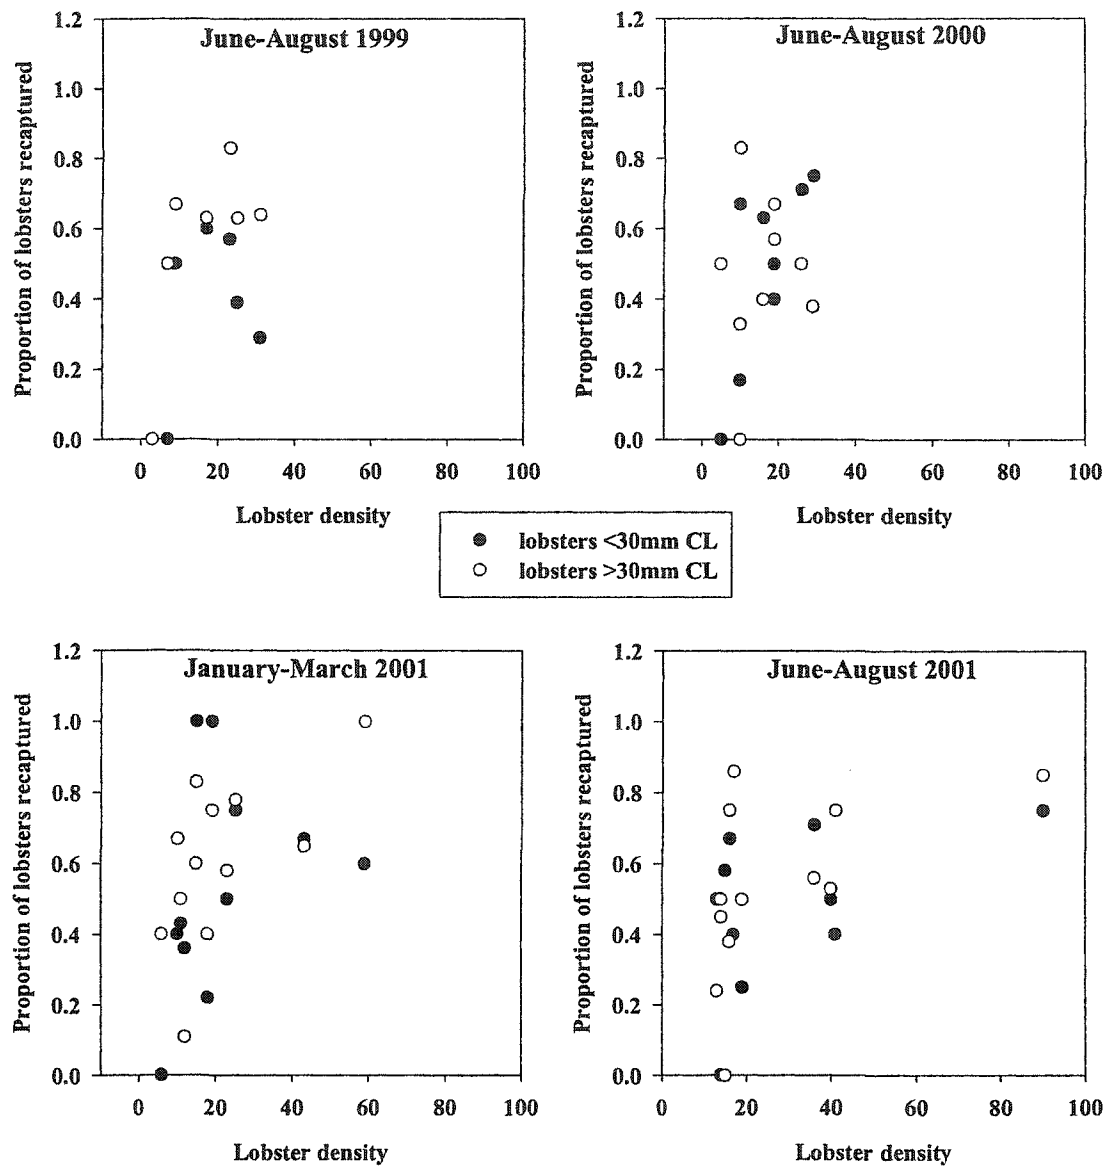 June-August 1999
Proportion of lobsters recaptured
1.2
1.0
0.8
0.6
0.4
0.2
0.0
0 20 40 60 80 100
Lobster density
June-August 2000
Proportion of lobsters recaptured
1.2
1.0
0.8
0.6
0.4
0.2
0.0
0 20 40 60 80 100
Lobster density
lobsters <30mm CL
lobsters >30mm CL
January-March 2001
Proportion of lobsters recaptured
1.2
1.0
0.8
0.6
0.4
0.2
0.0
0 20 40 60 80 100
Lobster density
June-August 2001
Proportion of lobsters recaptured
1.2
1.0
0.8
0.6
0.4
0.2
0.0
0 20 40 60 80 100
Lobster density